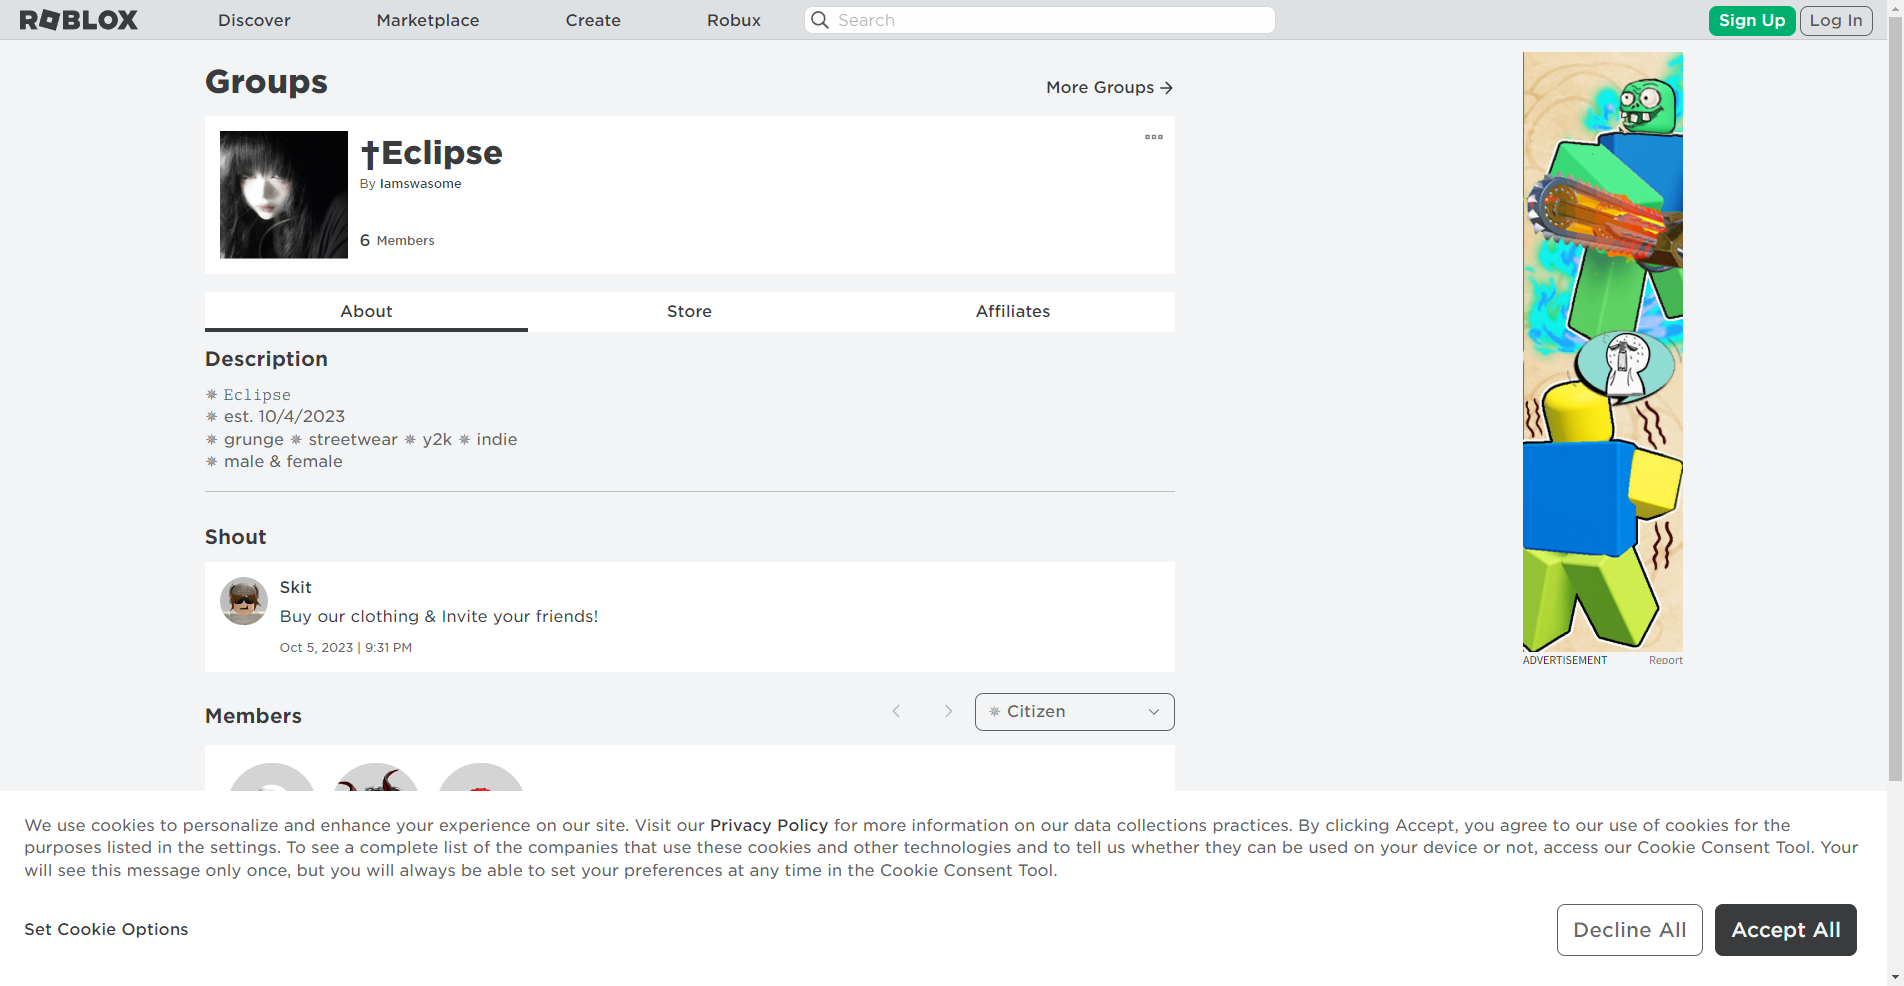 ROBLOX Discover Marketplace Create Robux Search Sign Up Log In
Groups
More Groups →
†Eclipse
By Iamswasome
6 Members
About Store Affiliates
Description
✵ Eclipse
✵ est. 10/4/2023
✵ grunge ✵ streetwear ✵ y2k ✵ indie
✵ male & female
Shout
Skit
Buy our clothing & Invite your friends!
Oct 5, 2023 | 9:31 PM
ADVERTISEMENT Report
Members
✵ Citizen
We use cookies to personalize and enhance your experience on our site. Visit our Privacy Policy for more information on our data collections practices. By clicking Accept, you agree to our use of cookies for the
purposes listed in the settings. To see a complete list of the companies that use these cookies and other technologies and to tell us whether they can be used on your device or not, access our Cookie Consent Tool. Your
will see this message only once, but you will always be able to set your preferences at any time in the Cookie Consent Tool.
Set Cookie Options
Decline All
Accept All